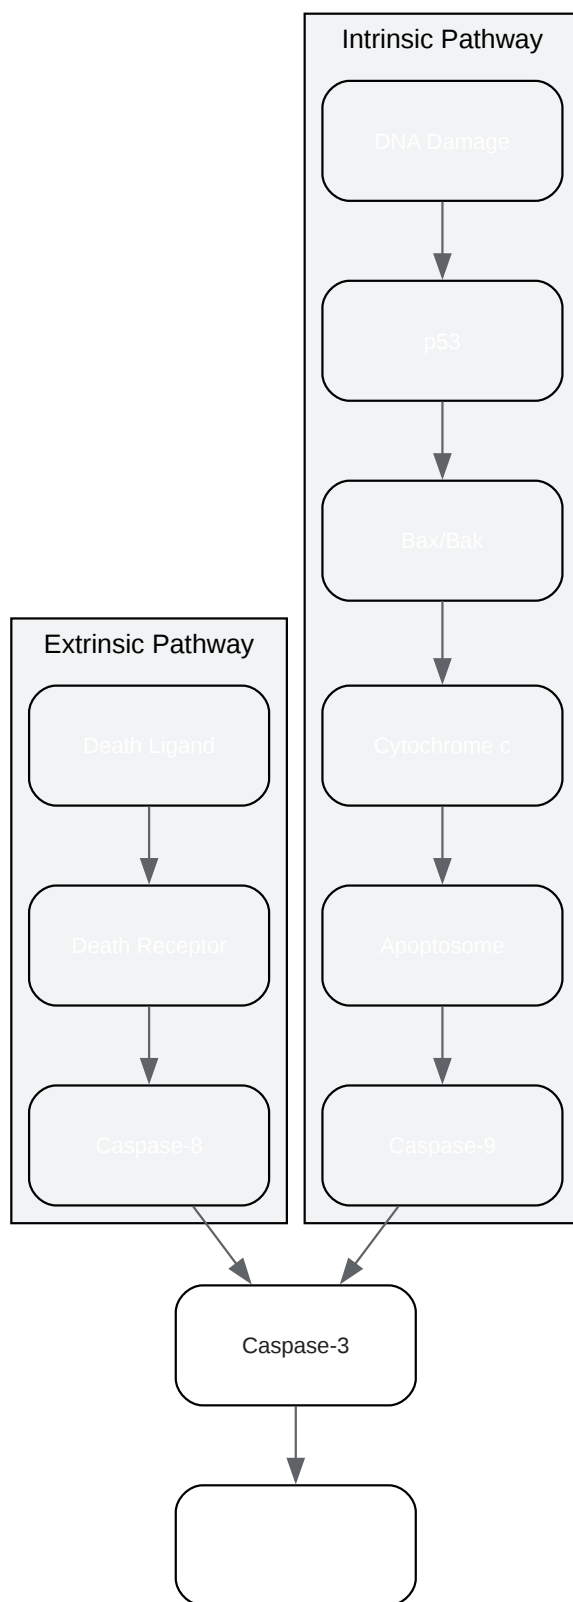 Intrinsic Pathway
DNA Damage
p53
Bax/Bak
Extrinsic Pathway
Death Ligand
Cytochrome c
Death Receptor
Apoptosome
Caspase-8
Caspase-9
Caspase-3